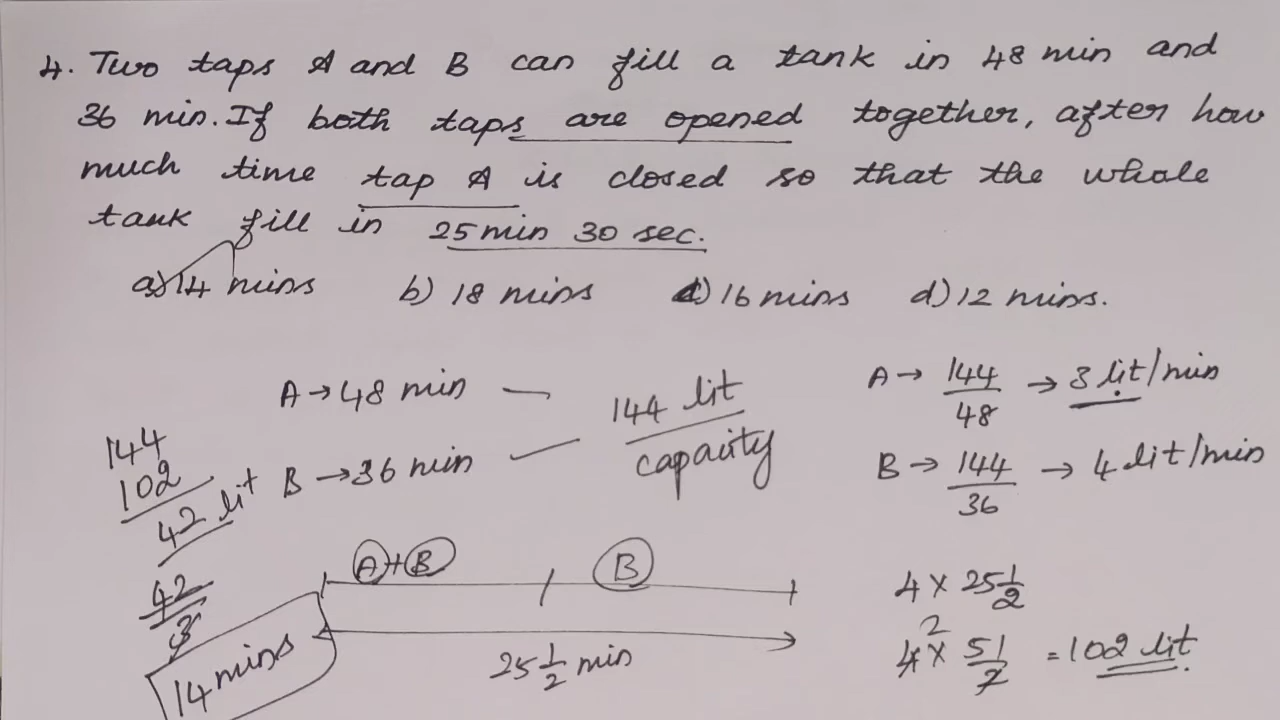 4. Two taps A and B can fill a tank in 48 min and
36 min. If both taps are opened together, after how
much time tap A is closed so that the whole
tank fill in 25 min 30 sec.
a) 14 mins b) 18 mins c) 16 mins d) 12 mins.
A → 48 min — 144 lit
capacity
B → 36 min —
A → 144/48 → 3 lit/min
B → 144/36 → 4 lit/min
144
102
42 lit
42/3
14 mins
A+B B
25 1/2 min
4 × 25 1/2
2
4 × 51/2 = 102 lit.